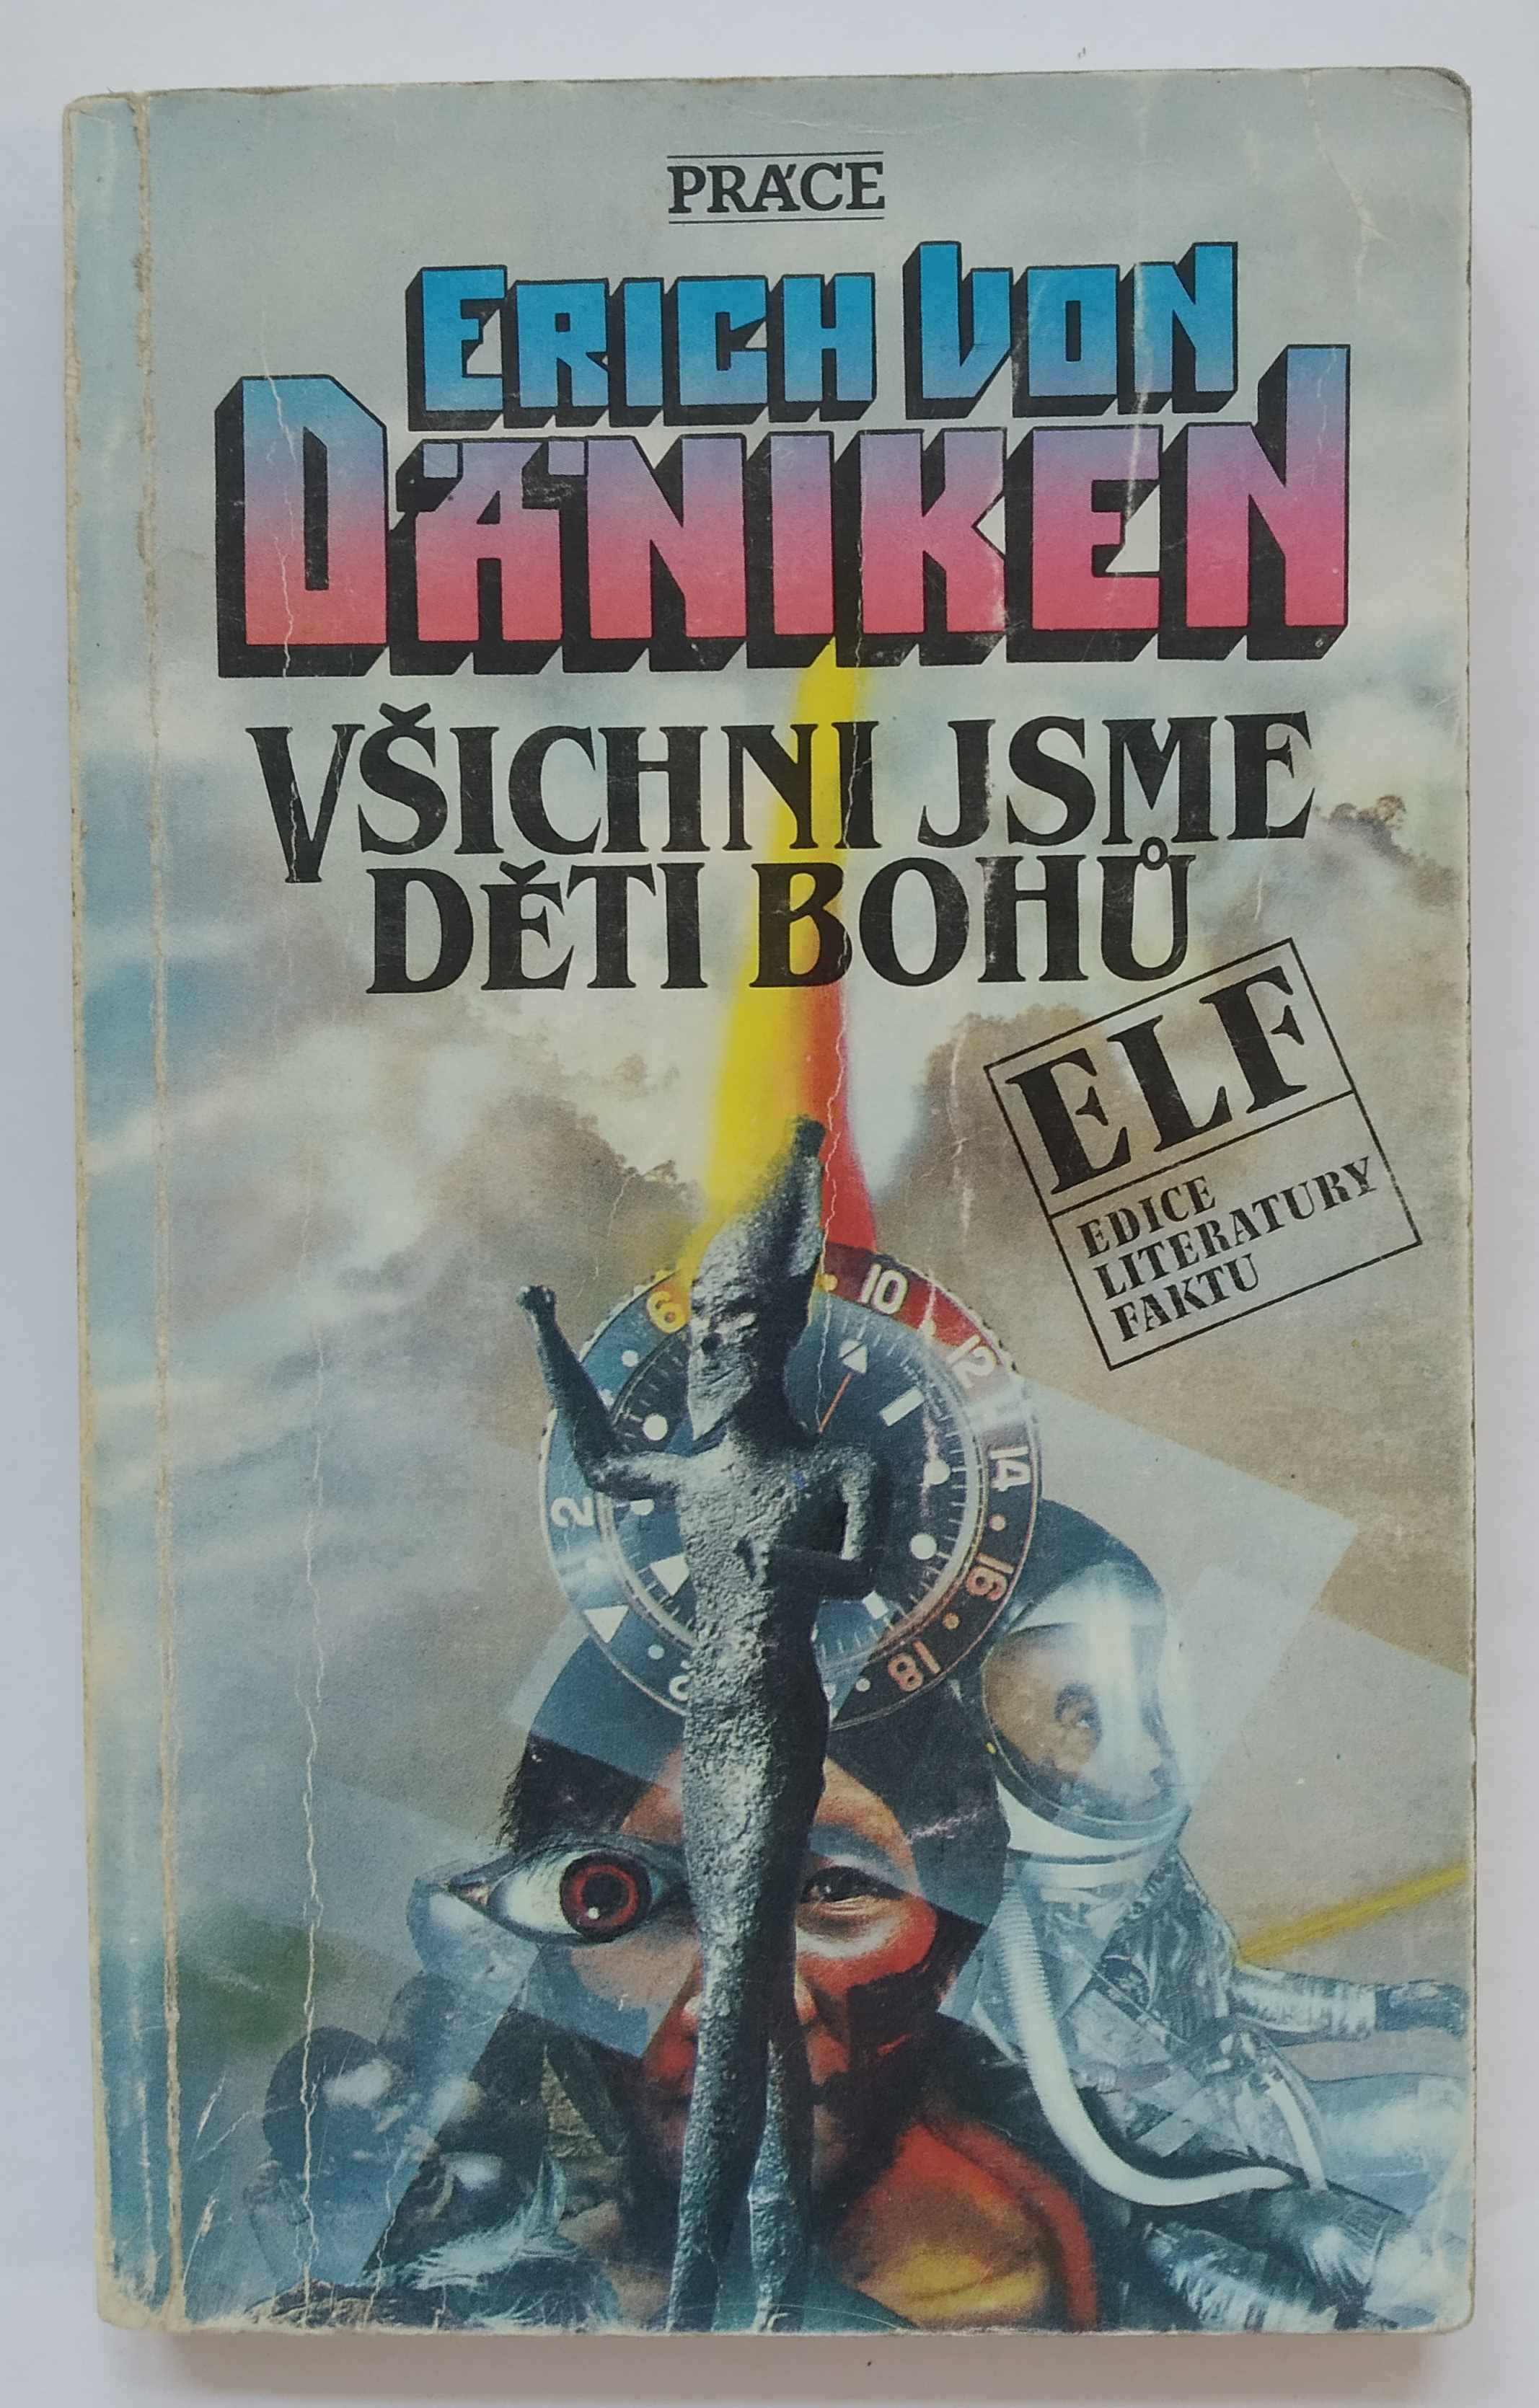 PRÁCE
ERICH VON
DÄNIKEN
VŠICHNI JSME
DĚTI BOHŮ
ELF
EDICE
LITERATURY
FAKTU
6
10
12
14
2
16
18